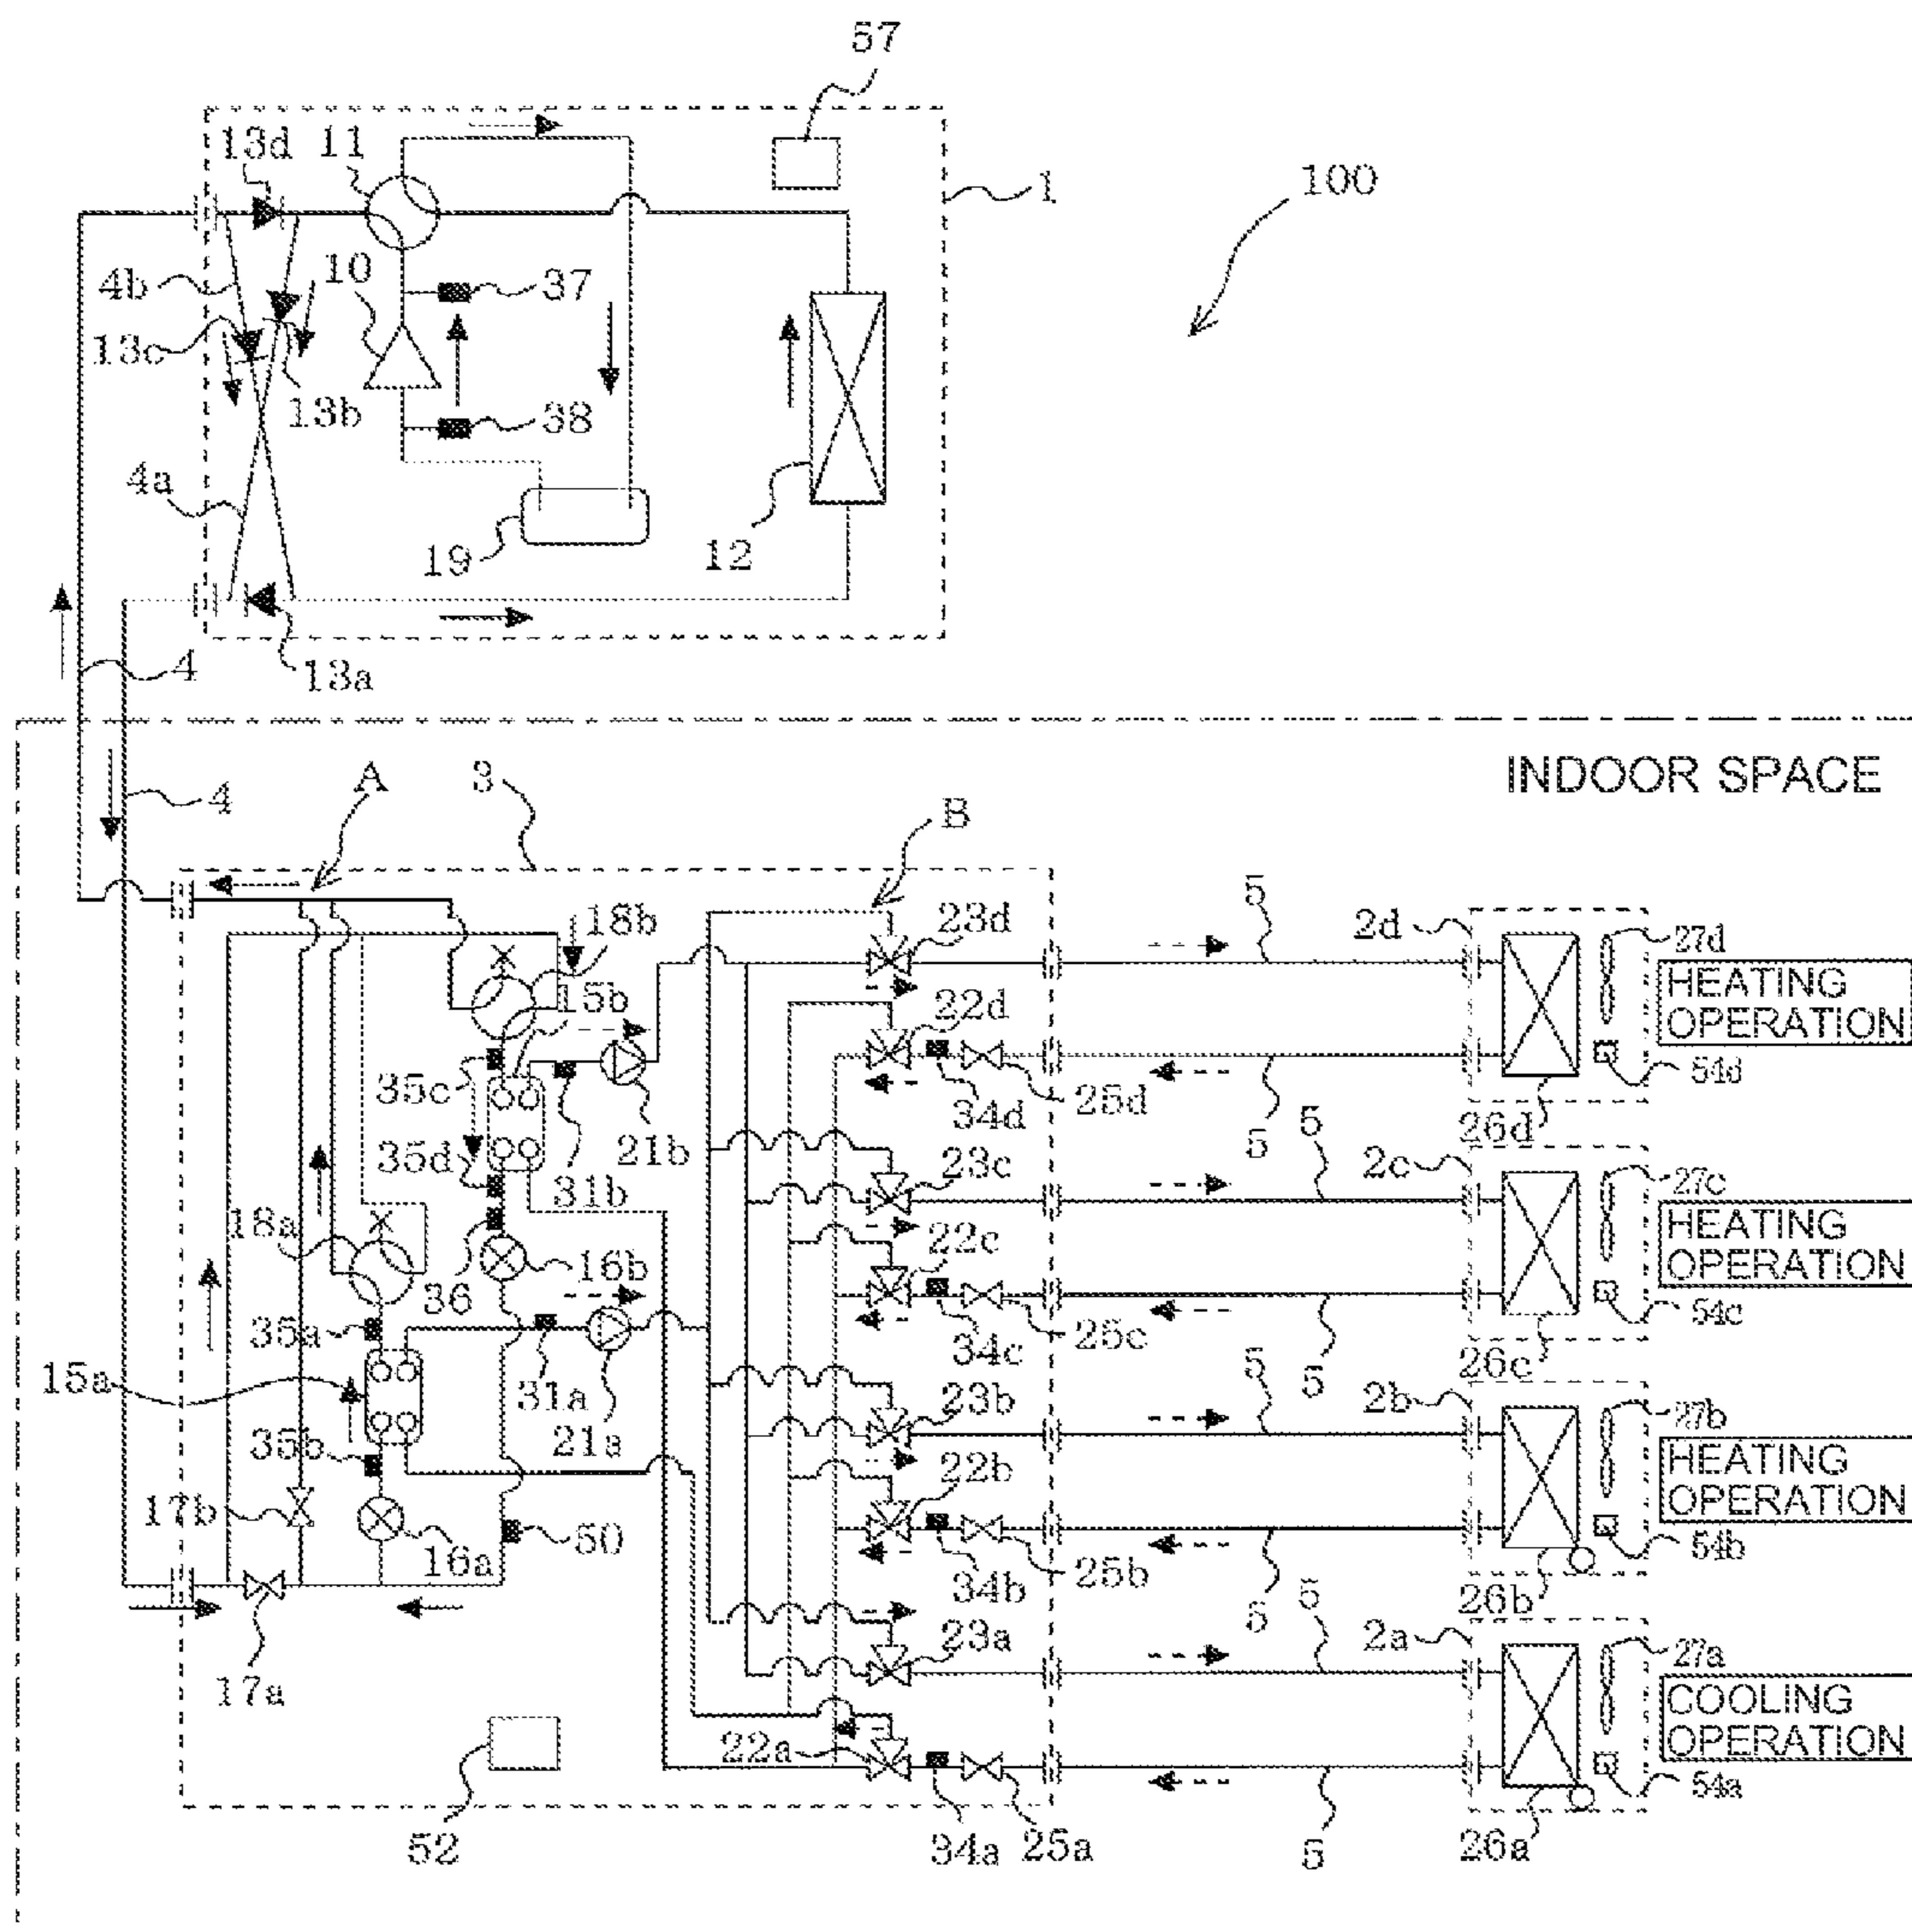 57
13d 11
1
100
4b 10 37
13c
13b 38
4a
19 12
4 13a
INDOOR SPACE
4 A 3 B
5
18b 23d 2d 27d
HEATING
OPERATION
15b 22d
35c 54d
34d 25d
21b 5 5 26d
35d 23c 2c 27c
31b
18a 22c HEATING
OPERATION
36 16b
35a 54c
34c 25c
15a 31a 5 5 26c
21a 23b 2b 27b
35b 22b HEATING
OPERATION
17b 50
16a 54b
34b 25b
5 5 26b
23a 2a 27a
17a COOLING
OPERATION
22a 54a
52 34a 25a 5 26a